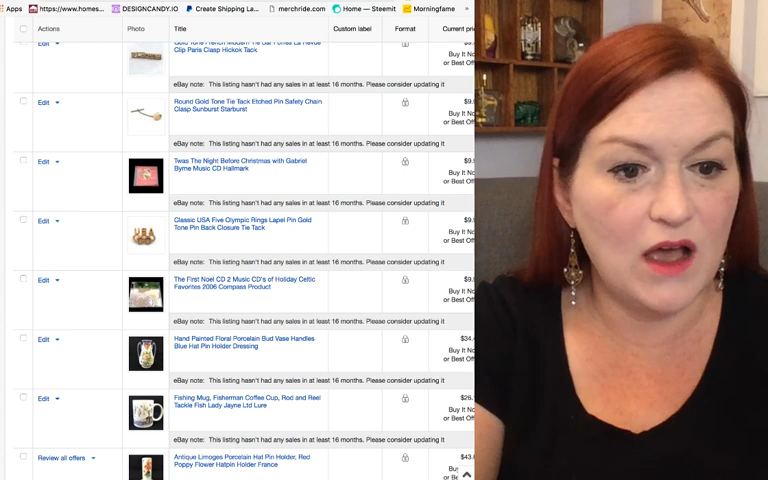 Apps https://www.homes... DESIGNCANDY.IO Create Shipping La... merchride.com Home — Steemit Morningfame
Actions Photo Title Custom label Format Current pri
Edit
Clip Paris Clasp Hickok Tack
Buy It No
or Best Off
eBay note: This listing hasn't had any sales in at least 16 months. Please consider updating it
Edit Round Gold Tone Tie Tack Etched Pin Safety Chain $9.
Clasp Sunburst Starburst
Buy It No
or Best Off
eBay note: This listing hasn't had any sales in at least 16 months. Please consider updating it
Edit Twas The Night Before Christmas with Gabriel $9.
Byrne Music CD Hallmark
Buy It No
or Best Off
eBay note: This listing hasn't had any sales in at least 16 months. Please consider updating it
Edit Classic USA Five Olympic Rings Lapel Pin Gold $9.
Tone Pin Back Closure Tie Tack
Buy It No
or Best Off
eBay note: This listing hasn't had any sales in at least 16 months. Please consider updating it
Edit The First Noel CD 2 Music CD's of Holiday Celtic $9.
Favorites 2006 Compass Product
Buy It No
or Best Off
eBay note: This listing hasn't had any sales in at least 16 months. Please consider updating it
Edit Hand Painted Floral Porcelain Bud Vase Handles $34.
Blue Hat Pin Holder Dressing
Buy It No
or Best Off
eBay note: This listing hasn't had any sales in at least 16 months. Please consider updating it
Edit Fishing Mug, Fisherman Coffee Cup, Rod and Reel $26.
Tackle Fish Lady Jayne Ltd Lure
Buy It No
or Best Off
eBay note: This listing hasn't had any sales in at least 16 months. Please consider updating it
Review all offers Antique Limoges Porcelain Hat Pin Holder, Red $43.
Poppy Flower Hatpin Holder France
Buy
or Best